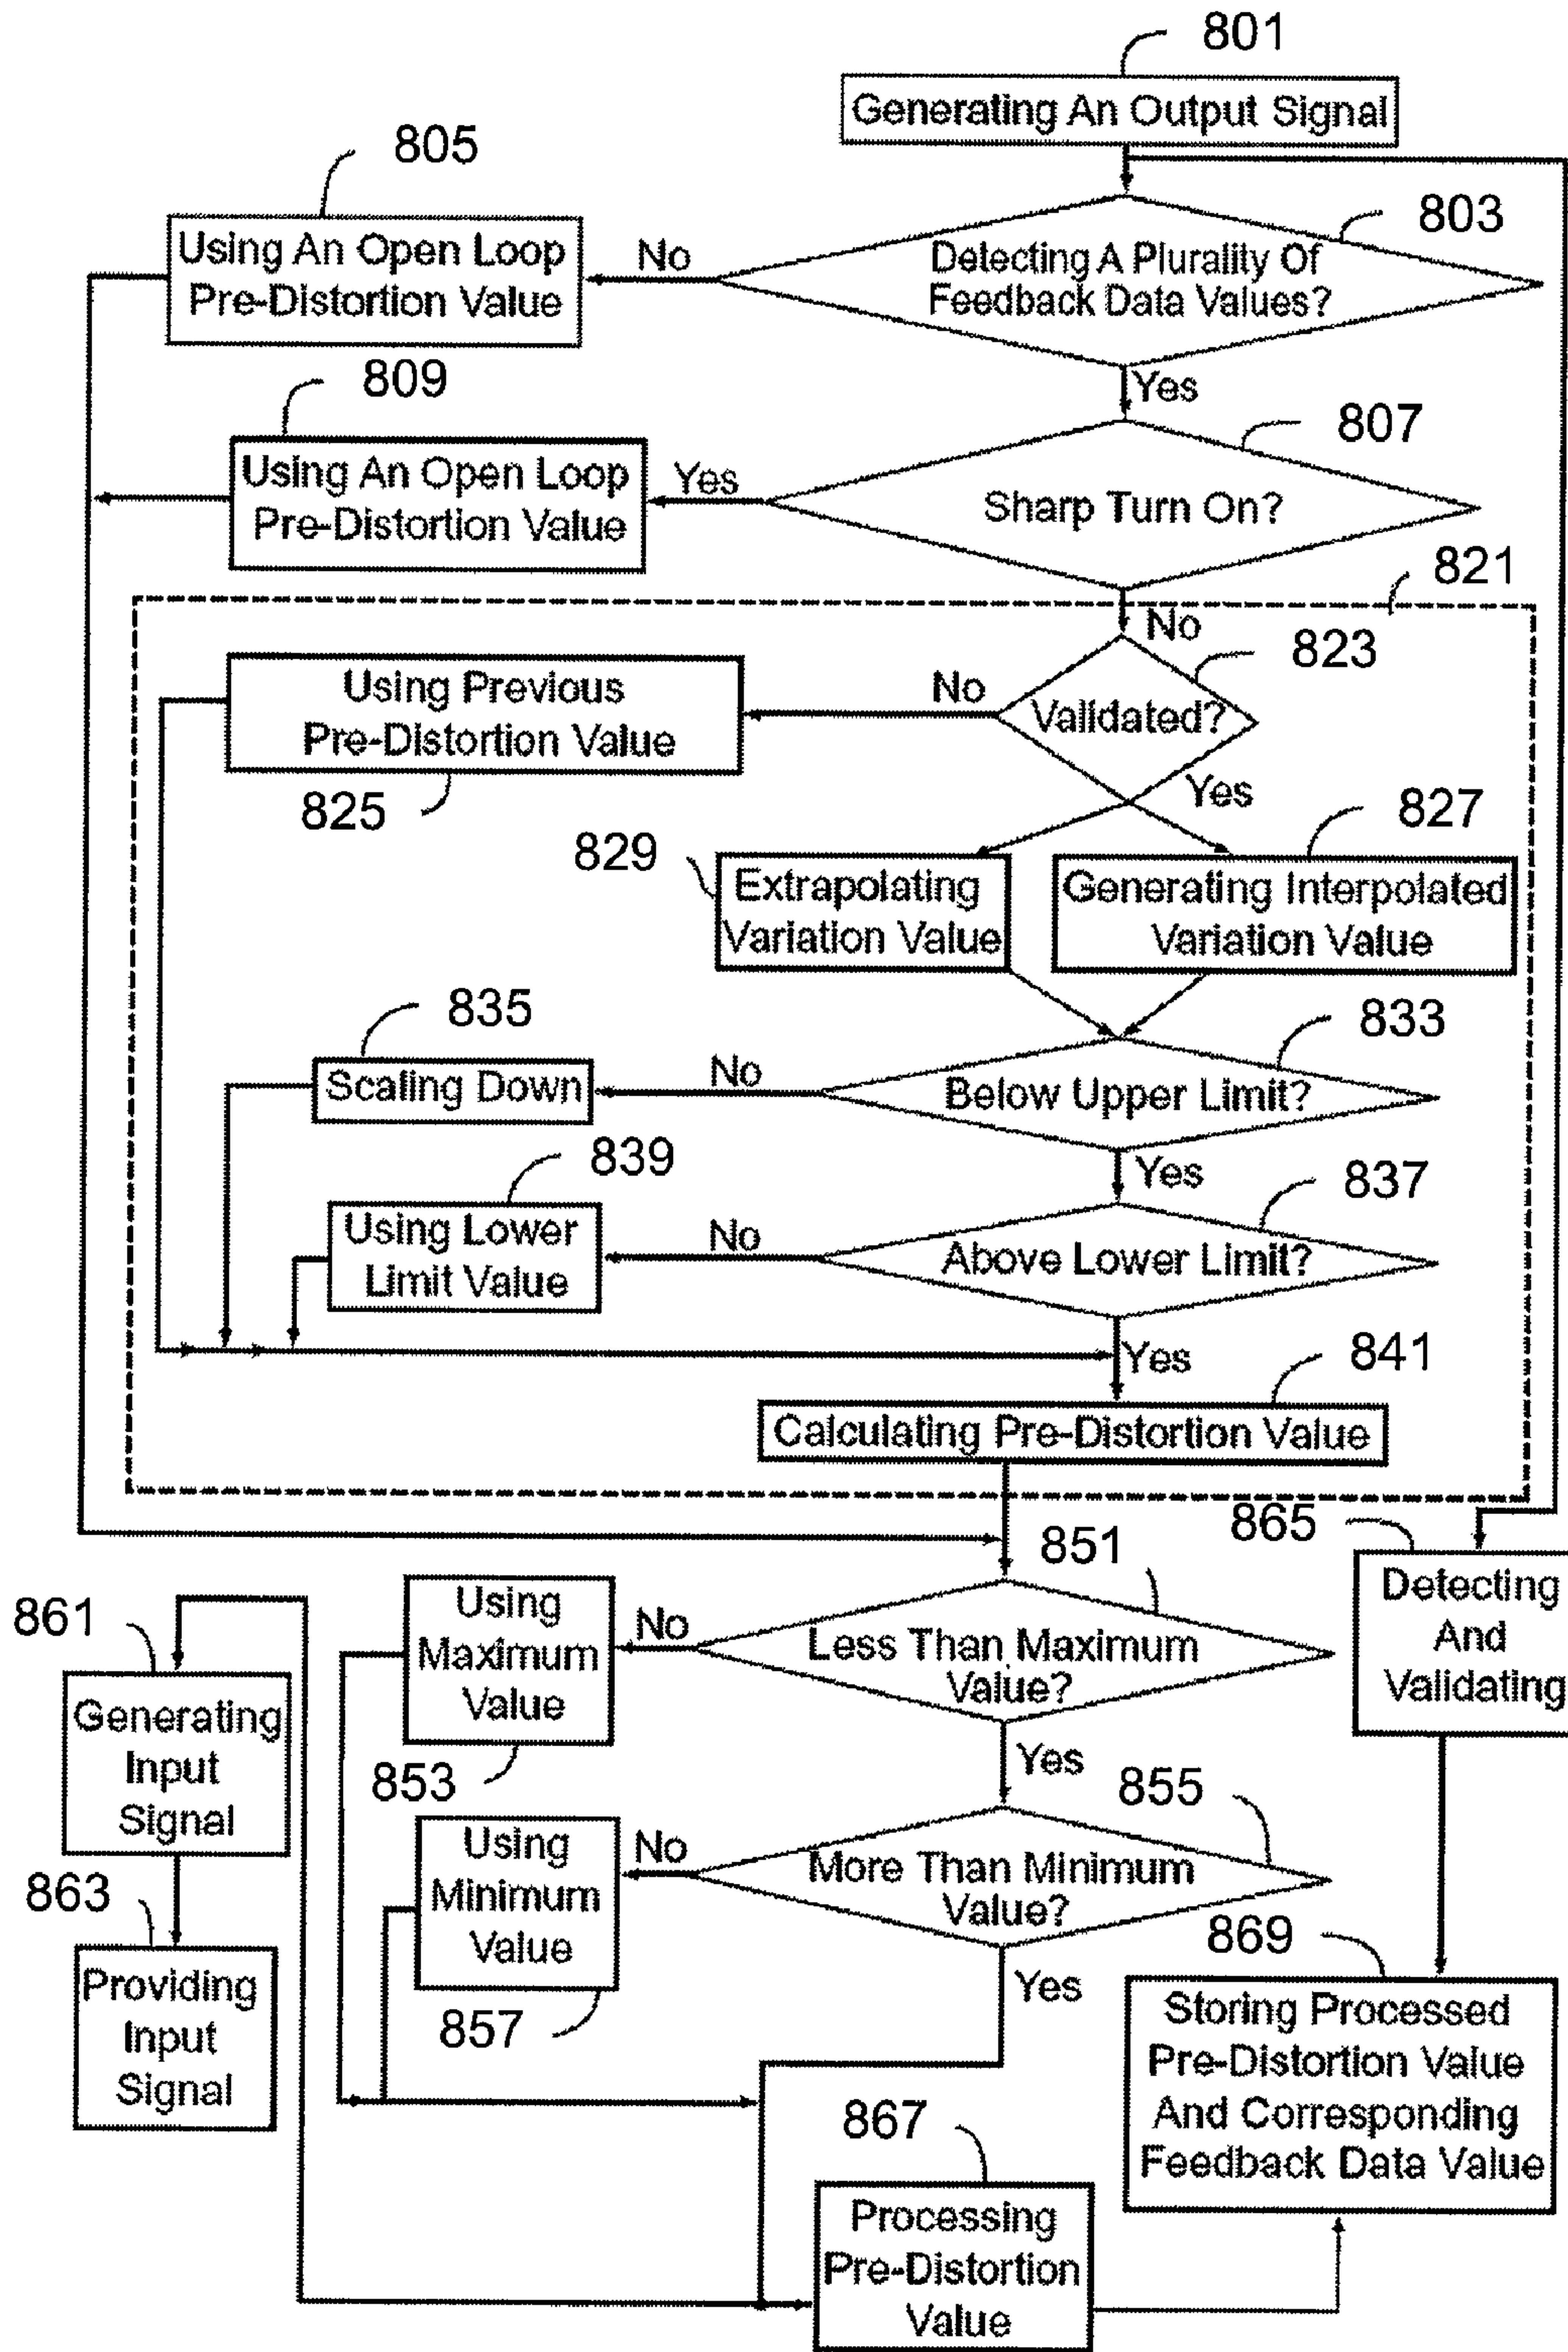 801
Generating An Output Signal
805
803
Using An Open Loop
Pre-Distortion Value
No
Detecting A Plurality Of
Feedback Data Values?
809
Yes
807
Using An Open Loop
Pre-Distortion Value
Yes
Sharp Turn On?
821
No
823
Using Previous
Pre-Distortion Value
No
Validated?
825
Yes
827
829
Extrapolating
Variation Value
Generating Interpolated
Variation Value
835
833
Scaling Down
No
Below Upper Limit?
839
Yes
837
Using Lower
Limit Value
No
Above Lower Limit?
Yes
841
Calculating Pre-Distortion Value
865
851
861
Using
Maximum
Value
No
Less Than Maximum
Value?
Detecting
And
Validating
Generating
Input
Signal
853
Yes
855
863
Using
Minimum
Value
No
More Than Minimum
Value?
869
Providing
Input
Signal
857
Yes
Storing Processed
Pre-Distortion Value
And Corresponding
Feedback Data Value
867
Processing
Pre-Distortion
Value